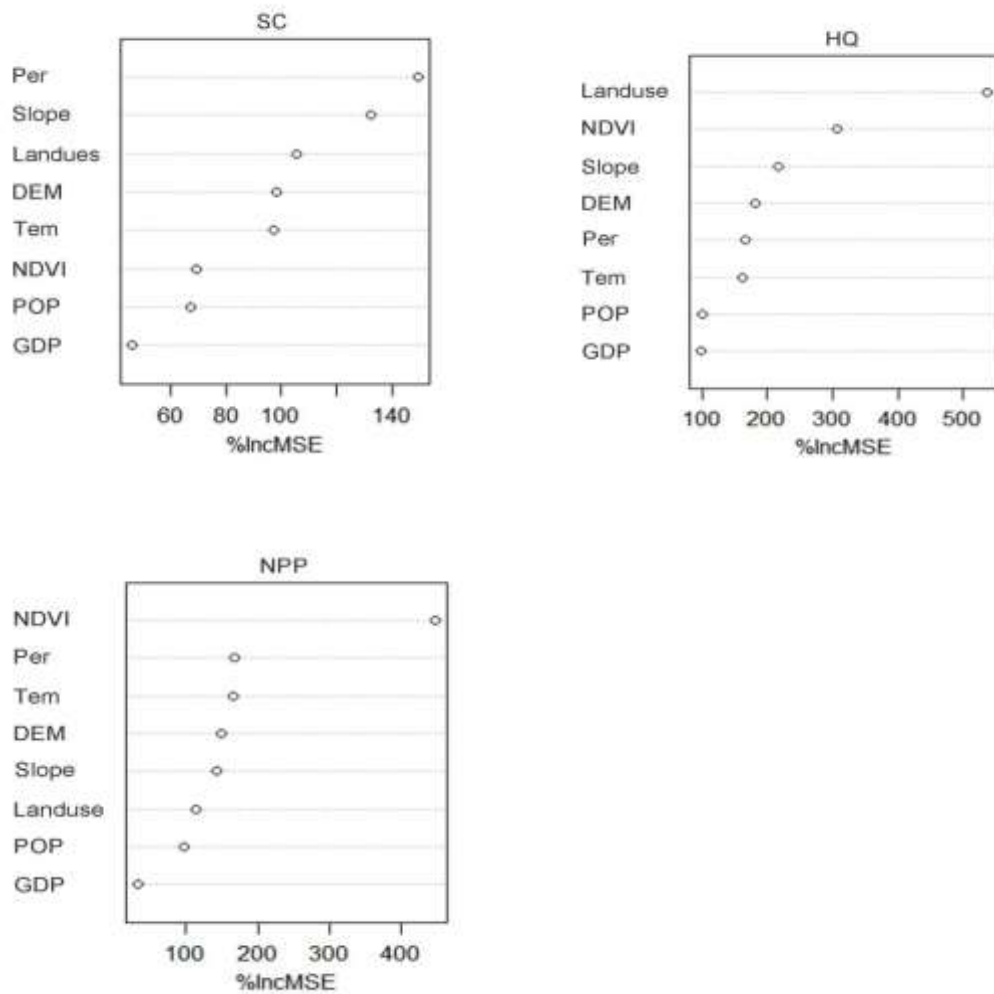 SC
Per
Slope
Landues
DEM
Tem
NDVI
POP
GDP
60 80 100 140
%IncMSE
HQ
Landuse
NDVI
Slope
DEM
Per
Tem
POP
GDP
100 200 300 400 500
%IncMSE
NPP
NDVI
Per
Tem
DEM
Slope
Landuse
POP
GDP
100 200 300 400
%IncMSE